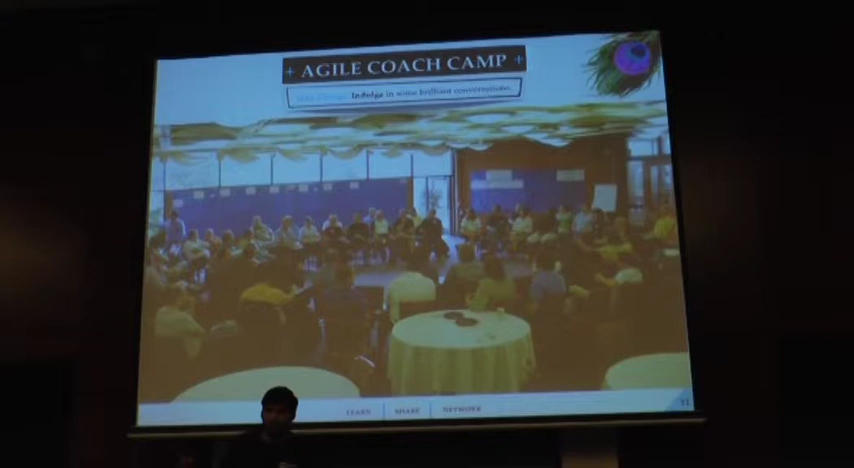 + AGILE COACH CAMP +
Indulge in some brilliant conversations.
LEARN | SHARE | NETWORK